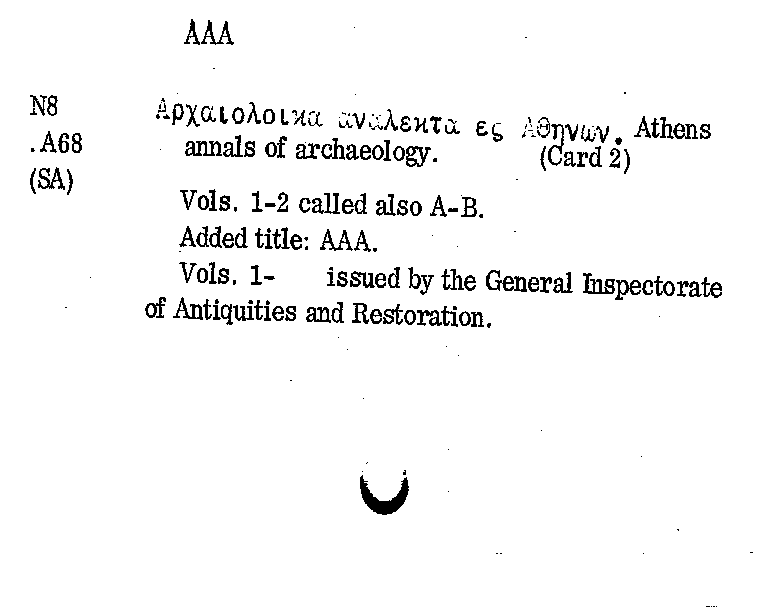 AAA
N8 Αρχαιολοικα αναλεκτα ες Αθηνων. Athens
.A68 annals of archaeology. (Card 2)
(SA)
Vols. 1-2 called also A-B.
Added title: AAA.
Vols. 1- issued by the General Inspectorate
of Antiquities and Restoration.